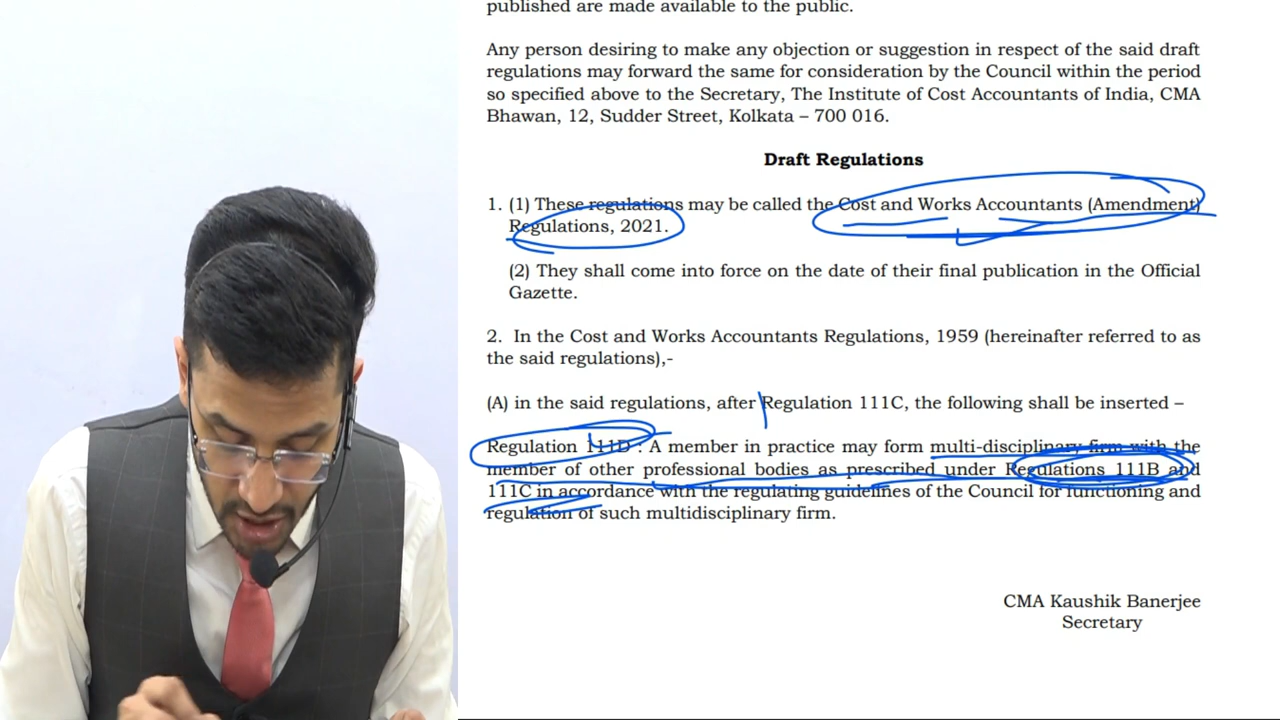 published are made available to the public.
Any person desiring to make any objection or suggestion in respect of the said draft
regulations may forward the same for consideration by the Council within the period
so specified above to the Secretary, The Institute of Cost Accountants of India, CMA
Bhawan, 12, Sudder Street, Kolkata – 700 016.
Draft Regulations
1. (1) These regulations may be called the Cost and Works Accountants (Amendment)
Regulations, 2021.
(2) They shall come into force on the date of their final publication in the Official
Gazette.
2. In the Cost and Works Accountants Regulations, 1959 (hereinafter referred to as
the said regulations),-
(A) in the said regulations, after Regulation 111C, the following shall be inserted –
Regulation 111D : A member in practice may form multi-disciplinary firm with the
member of other professional bodies as prescribed under Regulations 111B and
111C in accordance with the regulating guidelines of the Council for functioning and
regulation of such multidisciplinary firm.
CMA Kaushik Banerjee
Secretary